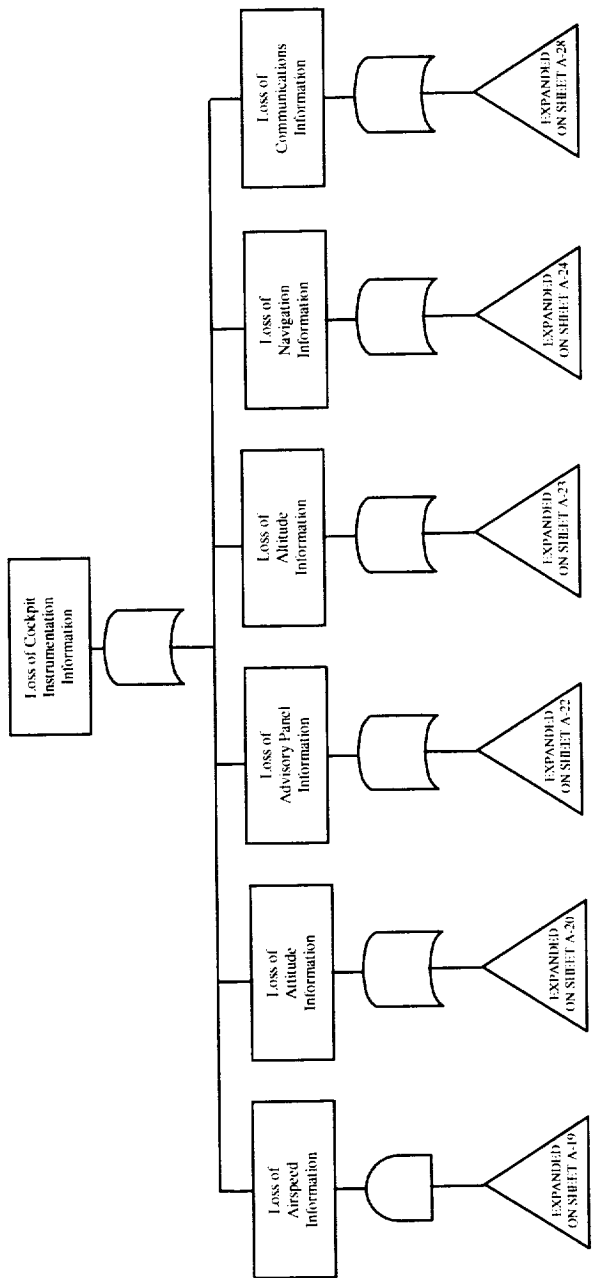 Loss of Cockpit
Instrumentation
Information
Loss of
Airspeed
Information
Loss of
Attitude
Information
Loss of
Advisory Panel
Information
Loss of
Altitude
Information
Loss of
Navigation
Information
Loss of
Communications
Information
EXPANDED
ON SHEET A-19
EXPANDED
ON SHEET A-20
EXPANDED
ON SHEET A-22
EXPANDED
ON SHEET A-23
EXPANDED
ON SHEET A-24
EXPANDED
ON SHEET A-28